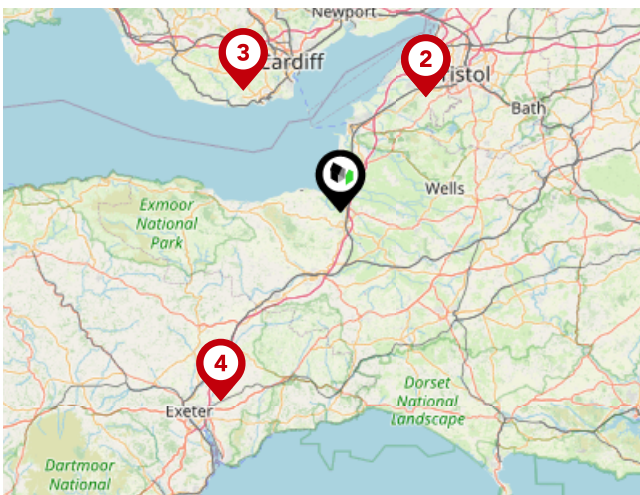 Newport
3
Cardiff
2
Bristol
Bath
Wells
Exmoor
National
Park
4
Exeter
Dorset
National
Landscape
Dartmoor
National